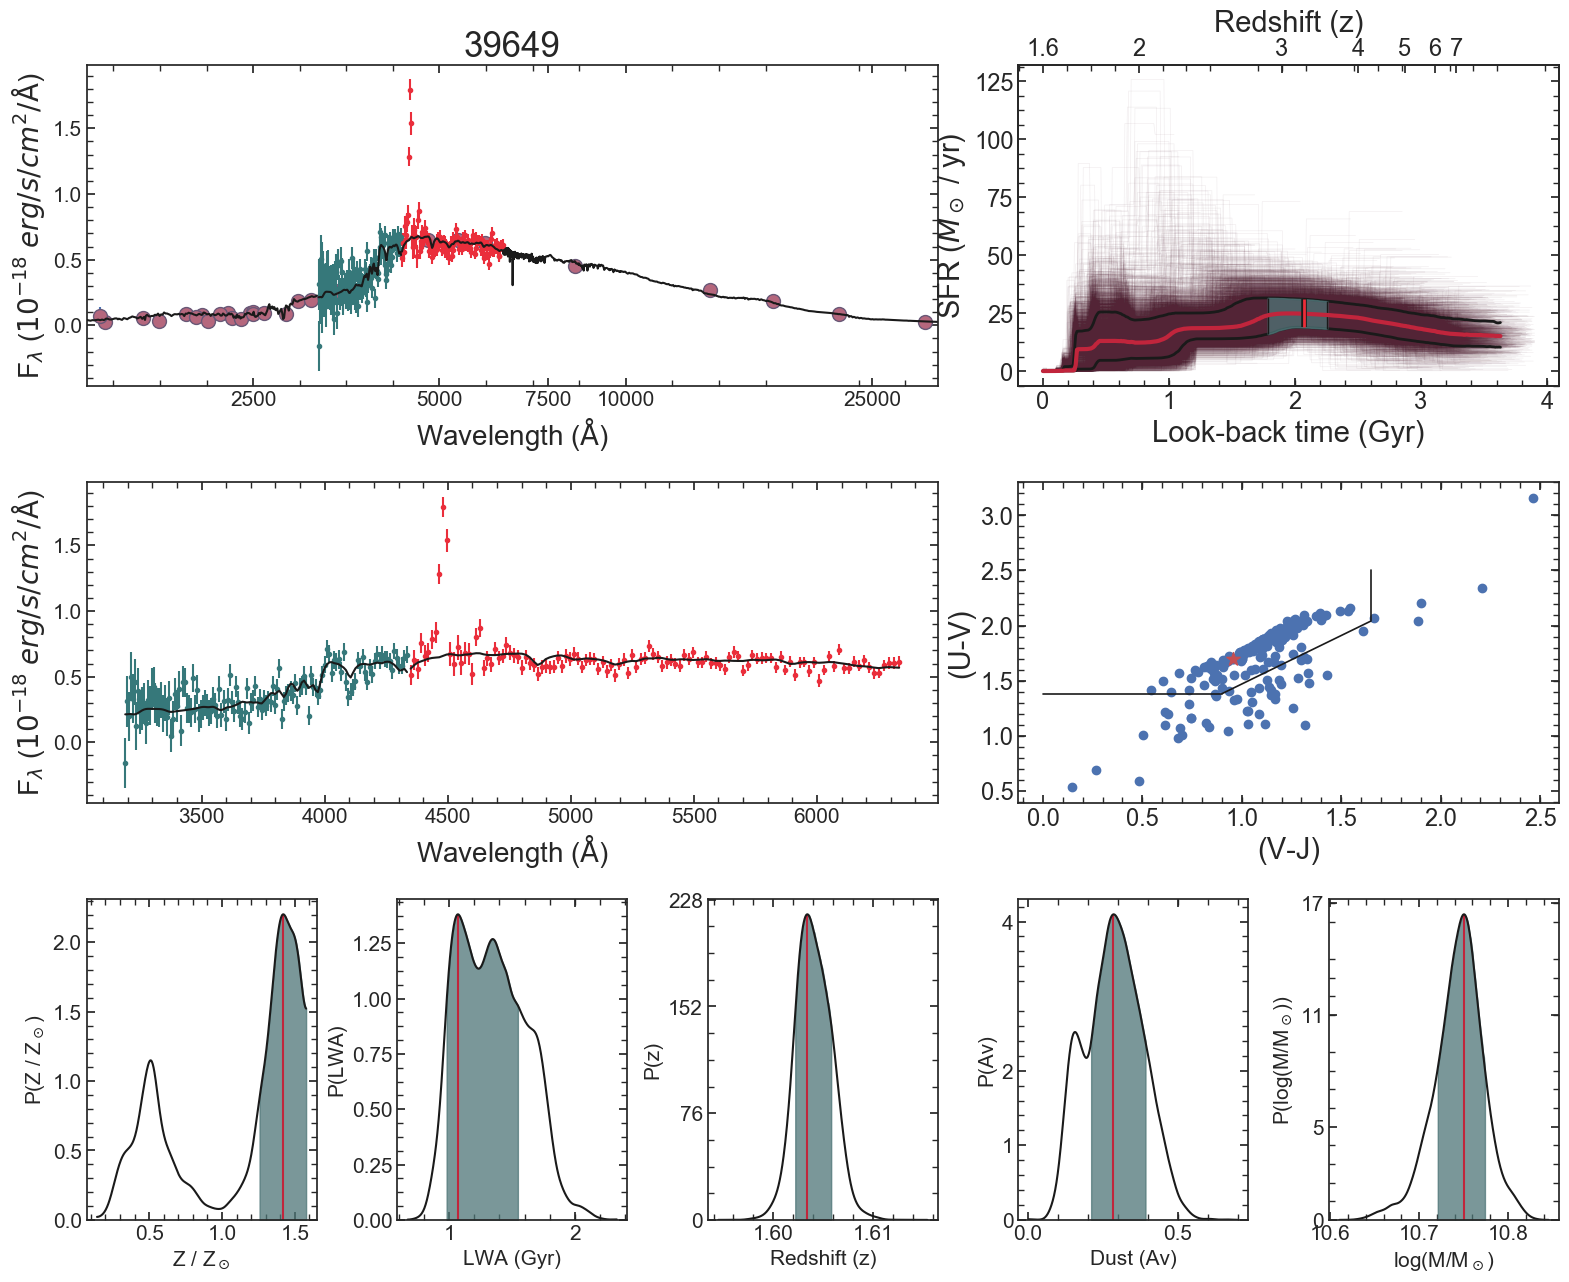 39649
F_λ (10^−18 erg/s/cm^2/Å)
1.5
1.0
0.5
0.0
2500 5000 7500 10000 25000
Wavelength (Å)
Redshift (z)
1.6 2 3 4 5 6 7
SFR (M_⊙ / yr)
125
100
75
50
25
0
0 1 2 3 4
Look-back time (Gyr)
F_λ (10^−18 erg/s/cm^2/Å)
1.5
1.0
0.5
0.0
3500 4000 4500 5000 5500 6000
Wavelength (Å)
(U-V)
3.0
2.5
2.0
1.5
1.0
0.5
0.0 0.5 1.0 1.5 2.0 2.5
(V-J)
P(Z / Z_⊙)
2.0
1.5
1.0
0.5
0.0
0.5 1.0 1.5
Z / Z_⊙
P(LWA)
1.25
1.00
0.75
0.50
0.25
0.00
1 2
LWA (Gyr)
P(z)
228
152
76
0
1.60 1.61
Redshift (z)
P(Av)
4
2
1
0
0.0 0.5
Dust (Av)
P(log(M/M_⊙))
17
11
5
0
10.6 10.7 10.8
log(M/M_⊙)